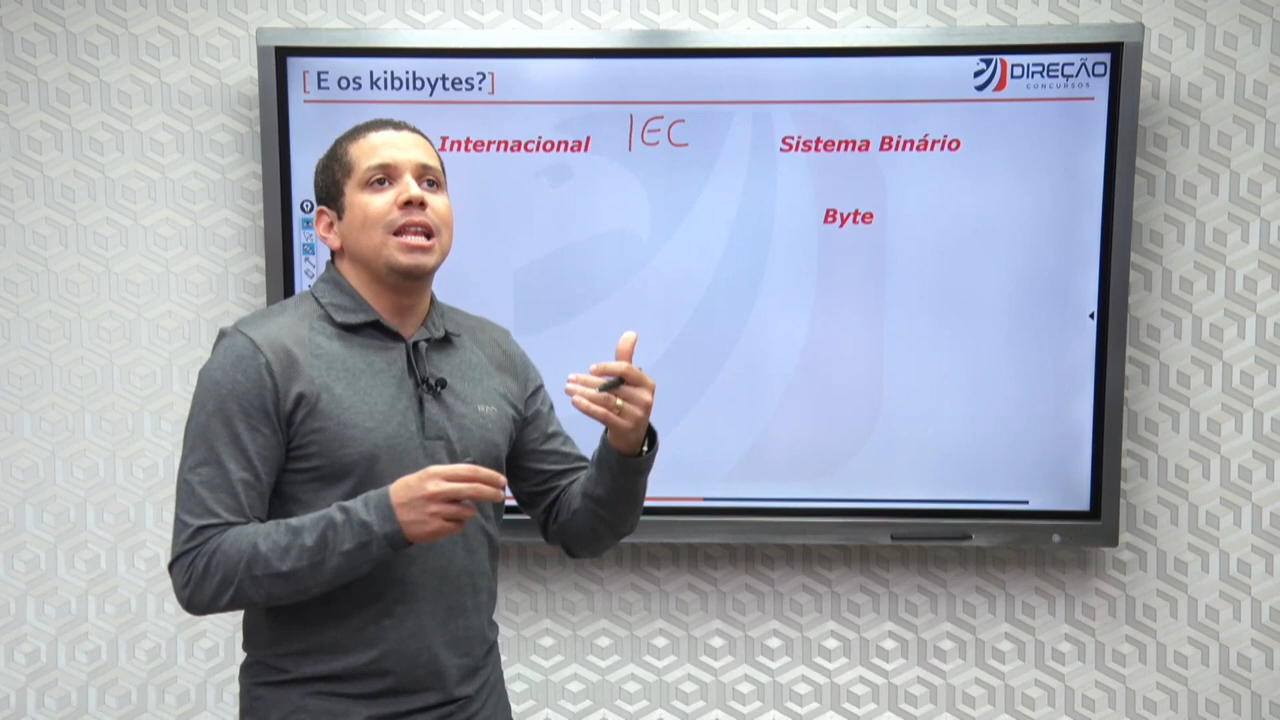 [ E os kibibytes?]
DIREÇÃO
CONCURSOS
Internacional
IEC
Sistema Binário
Byte